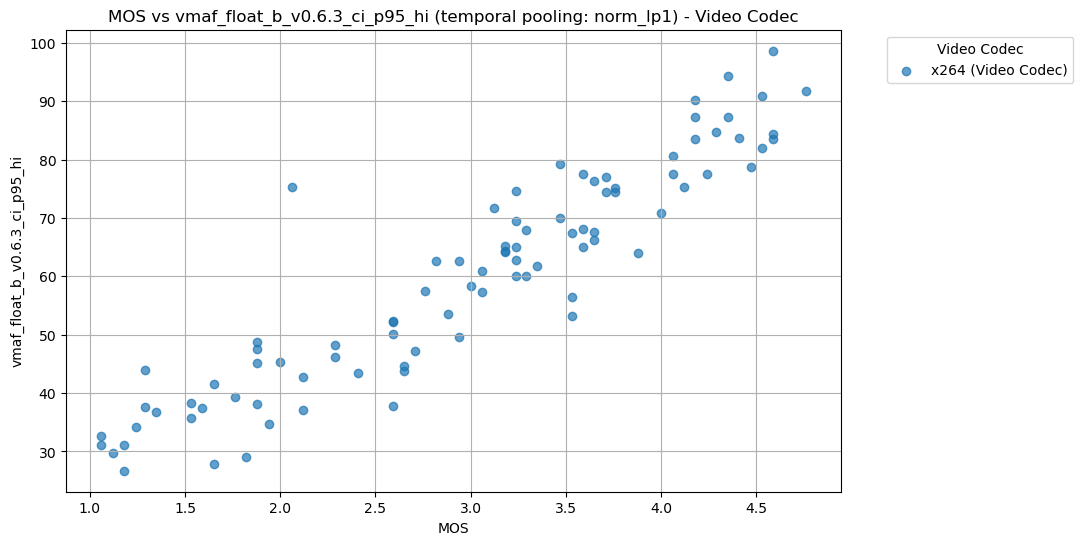 MOS vs vmaf_float_b_v0.6.3_ci_p95_hi (temporal pooling: norm_lp1) - Video Codec
Video Codec
x264 (Video Codec)
vmaf_float_b_v0.6.3_ci_p95_hi
100
90
80
70
60
50
40
30
1.0 1.5 2.0 2.5 3.0 3.5 4.0 4.5
MOS